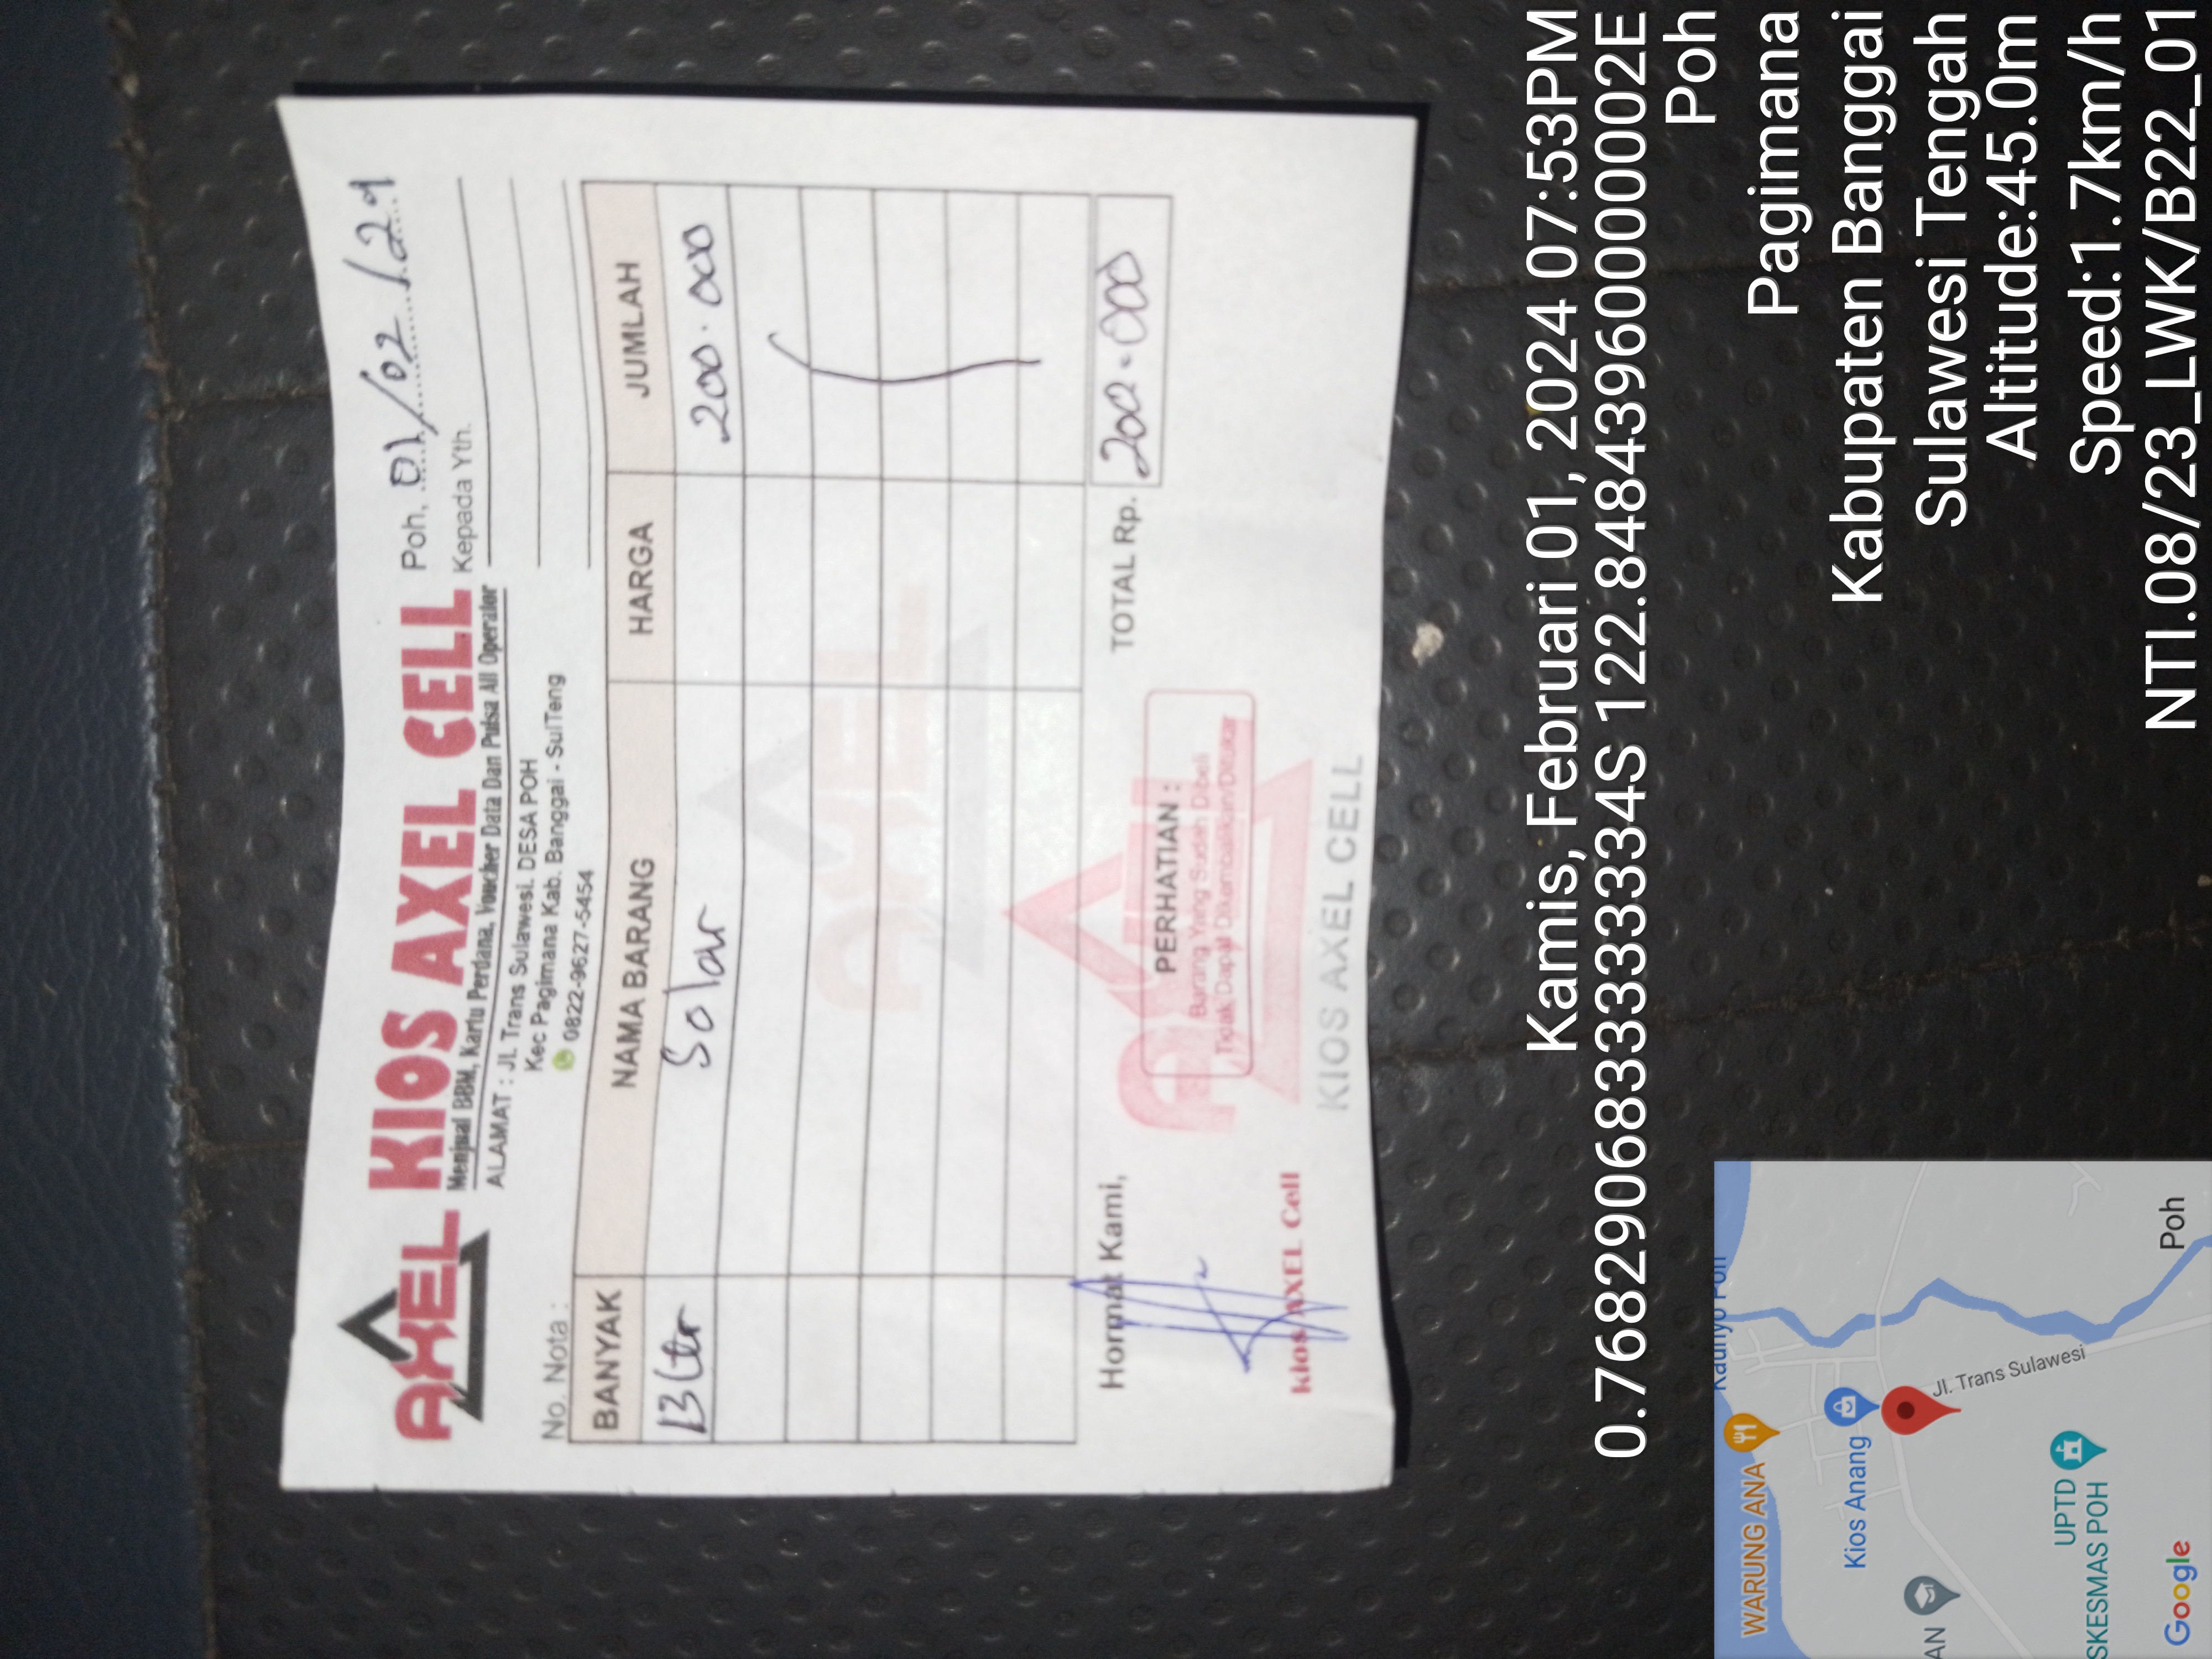 AXEL KIOS AXEL CELL
Menjual BBM, Kartu Perdana, Voucher Data Dan Pulsa All Operator
ALAMAT : Jl. Trans Sulawesi. DESA POH
Kec Pagimana Kab. Banggai - SulTeng
0822-9627-5454
Poh, 01/02/24
Kepada Yth.
No. Nota :
BANYAK NAMA BARANG HARGA JUMLAH
13 ltr Solar 200.000
AXEL
TOTAL Rp. 200.000
Hormat Kami,
PERHATIAN :
Barang Yang Sudah Dibeli
Tidak Dapat Dikembalikan/Ditukar
Kios AXEL Cell
KIOS AXEL CELL
Kamis, Februari 01, 2024 07:53PM
0.7682906833333334S 122.84843960000002E
Poh
Pagimana
Kabupaten Banggai
Sulawesi Tengah
Altitude:45.0m
Speed:1.7km/h
NTI.08/23_LWK/B22_01
WARUNG ANA
Kios Anang
Jl. Trans Sulawesi
Poh
UPTD
SKESMAS POH
AN
Google